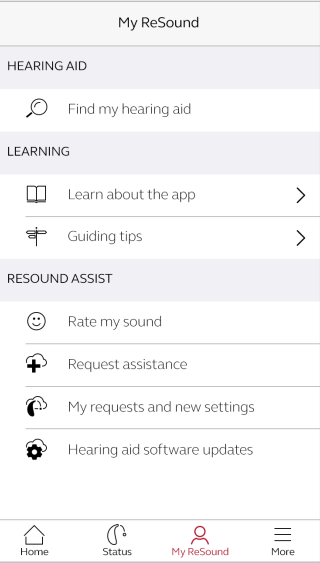 My ReSound
HEARING AID
Find my hearing aid
LEARNING
Learn about the app
Guiding tips
RESOUND ASSIST
Rate my sound
Request assistance
My requests and new settings
Hearing aid software updates
Home Status My ReSound More